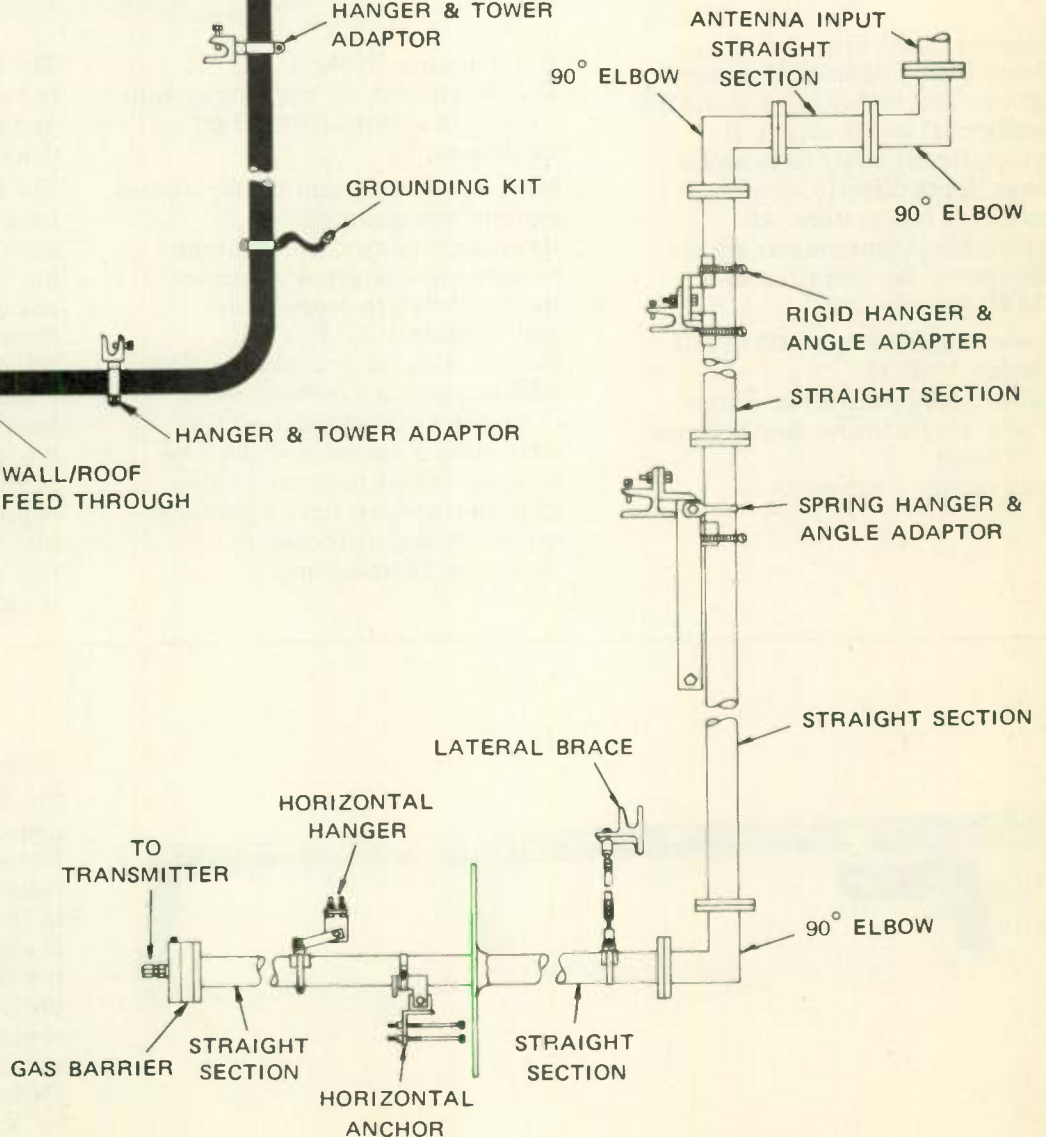 HANGER & TOWER
ADAPTOR
GROUNDING KIT
HANGER & TOWER ADAPTOR
WALL/ROOF
FEED THROUGH
ANTENNA INPUT
STRAIGHT
SECTION
90° ELBOW
90° ELBOW
RIGID HANGER &
ANGLE ADAPTER
STRAIGHT SECTION
SPRING HANGER &
ANGLE ADAPTOR
STRAIGHT SECTION
LATERAL BRACE
HORIZONTAL
HANGER
TO
TRANSMITTER
90° ELBOW
GAS BARRIER
STRAIGHT
SECTION
HORIZONTAL
ANCHOR
STRAIGHT
SECTION